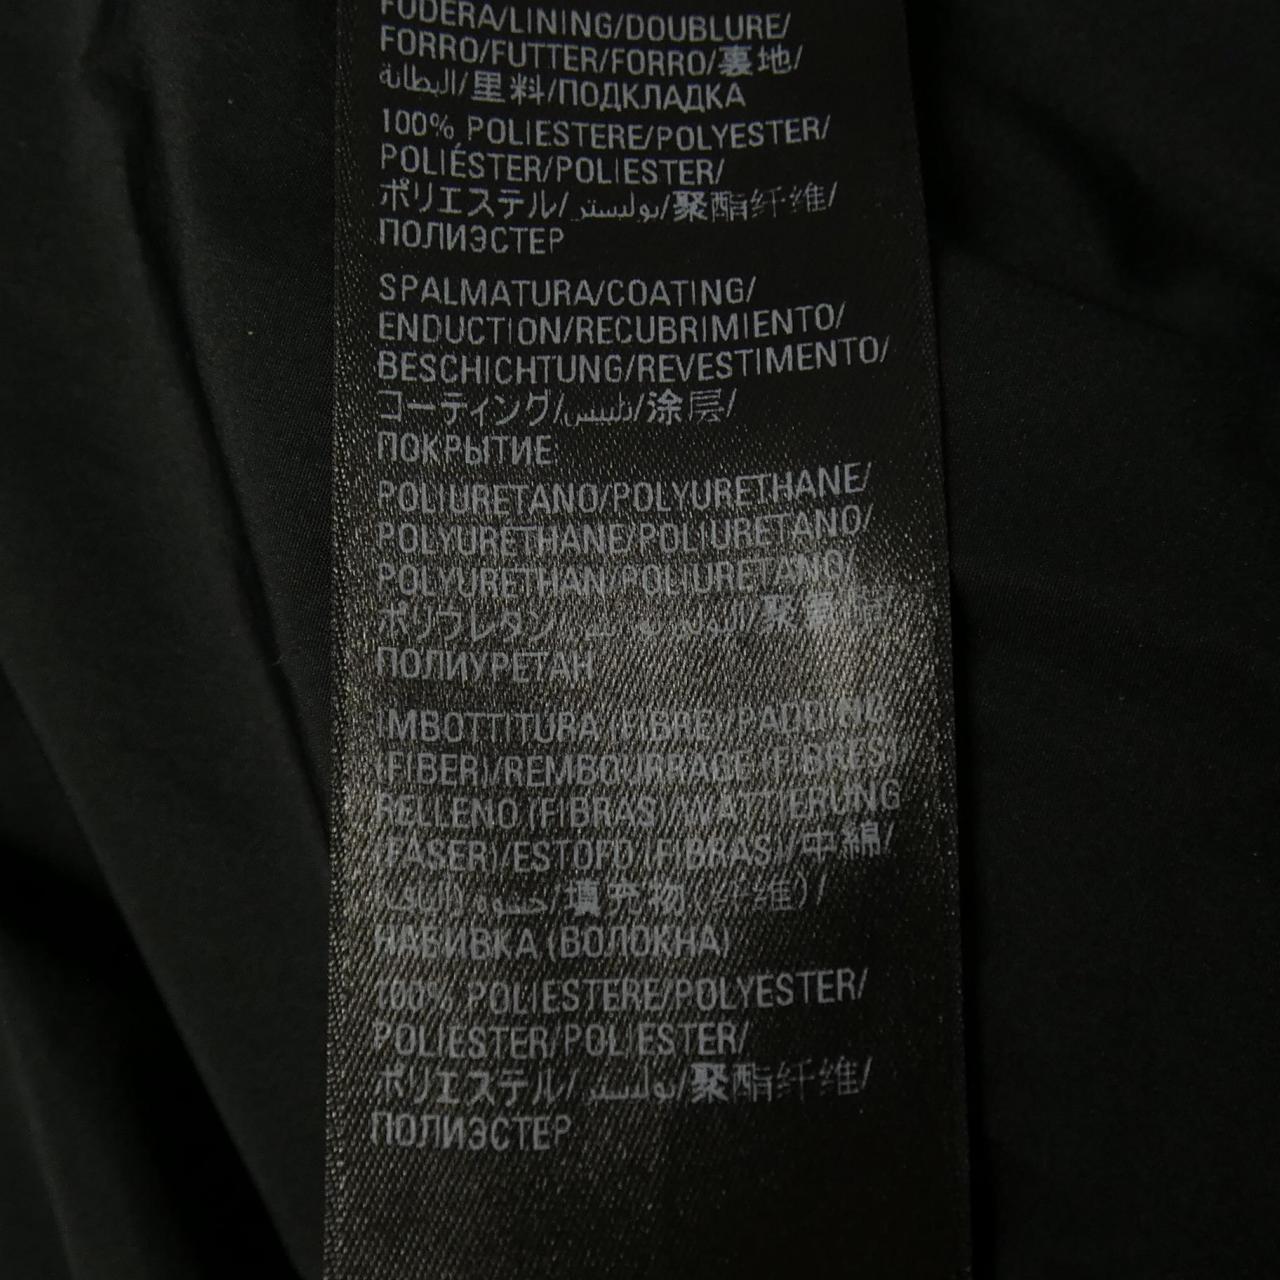 FODERA/LINING/DOUBLURE/
FORRO/FUTTER/FORRO/裏地/
البطانة/里料/ПОДКЛАДКА
100% POLIESTERE/POLYESTER/
POLIÉSTER/POLIESTER/
ポリエステル/بوليستر/聚酯纤维/
ПОЛИЭСТЕР
SPALMATURA/COATING/
ENDUCTION/RECUBRIMIENTO/
BESCHICHTUNG/REVESTIMENTO/
コーティング/تلبيس/涂层/
ПОКРЫТИЕ
POLIURETANO/POLYURETHANE/
POLYURÉTHANE/POLIURETANO/
POLYURETHAN/POLIURETANO/
ポリウレタン/
ПОЛИУРЕТАН
IMBOTTITURA (FIBRE)/PADDING
(FIBER)/REMBOURRAGE (FIBRES)
RELLENO (FIBRAS)/WATTIERUNG
(FASER)/ESTOFO (FIBRAS)/中綿/
填充物 (纤维)/
НАБИВКА (ВОЛОКНА)
100% POLIESTERE/POLYESTER/
POLIESTER/POLIESTER/
ポリエステル/بوليستر/聚酯纤维/
ПОЛИЭСТЕР